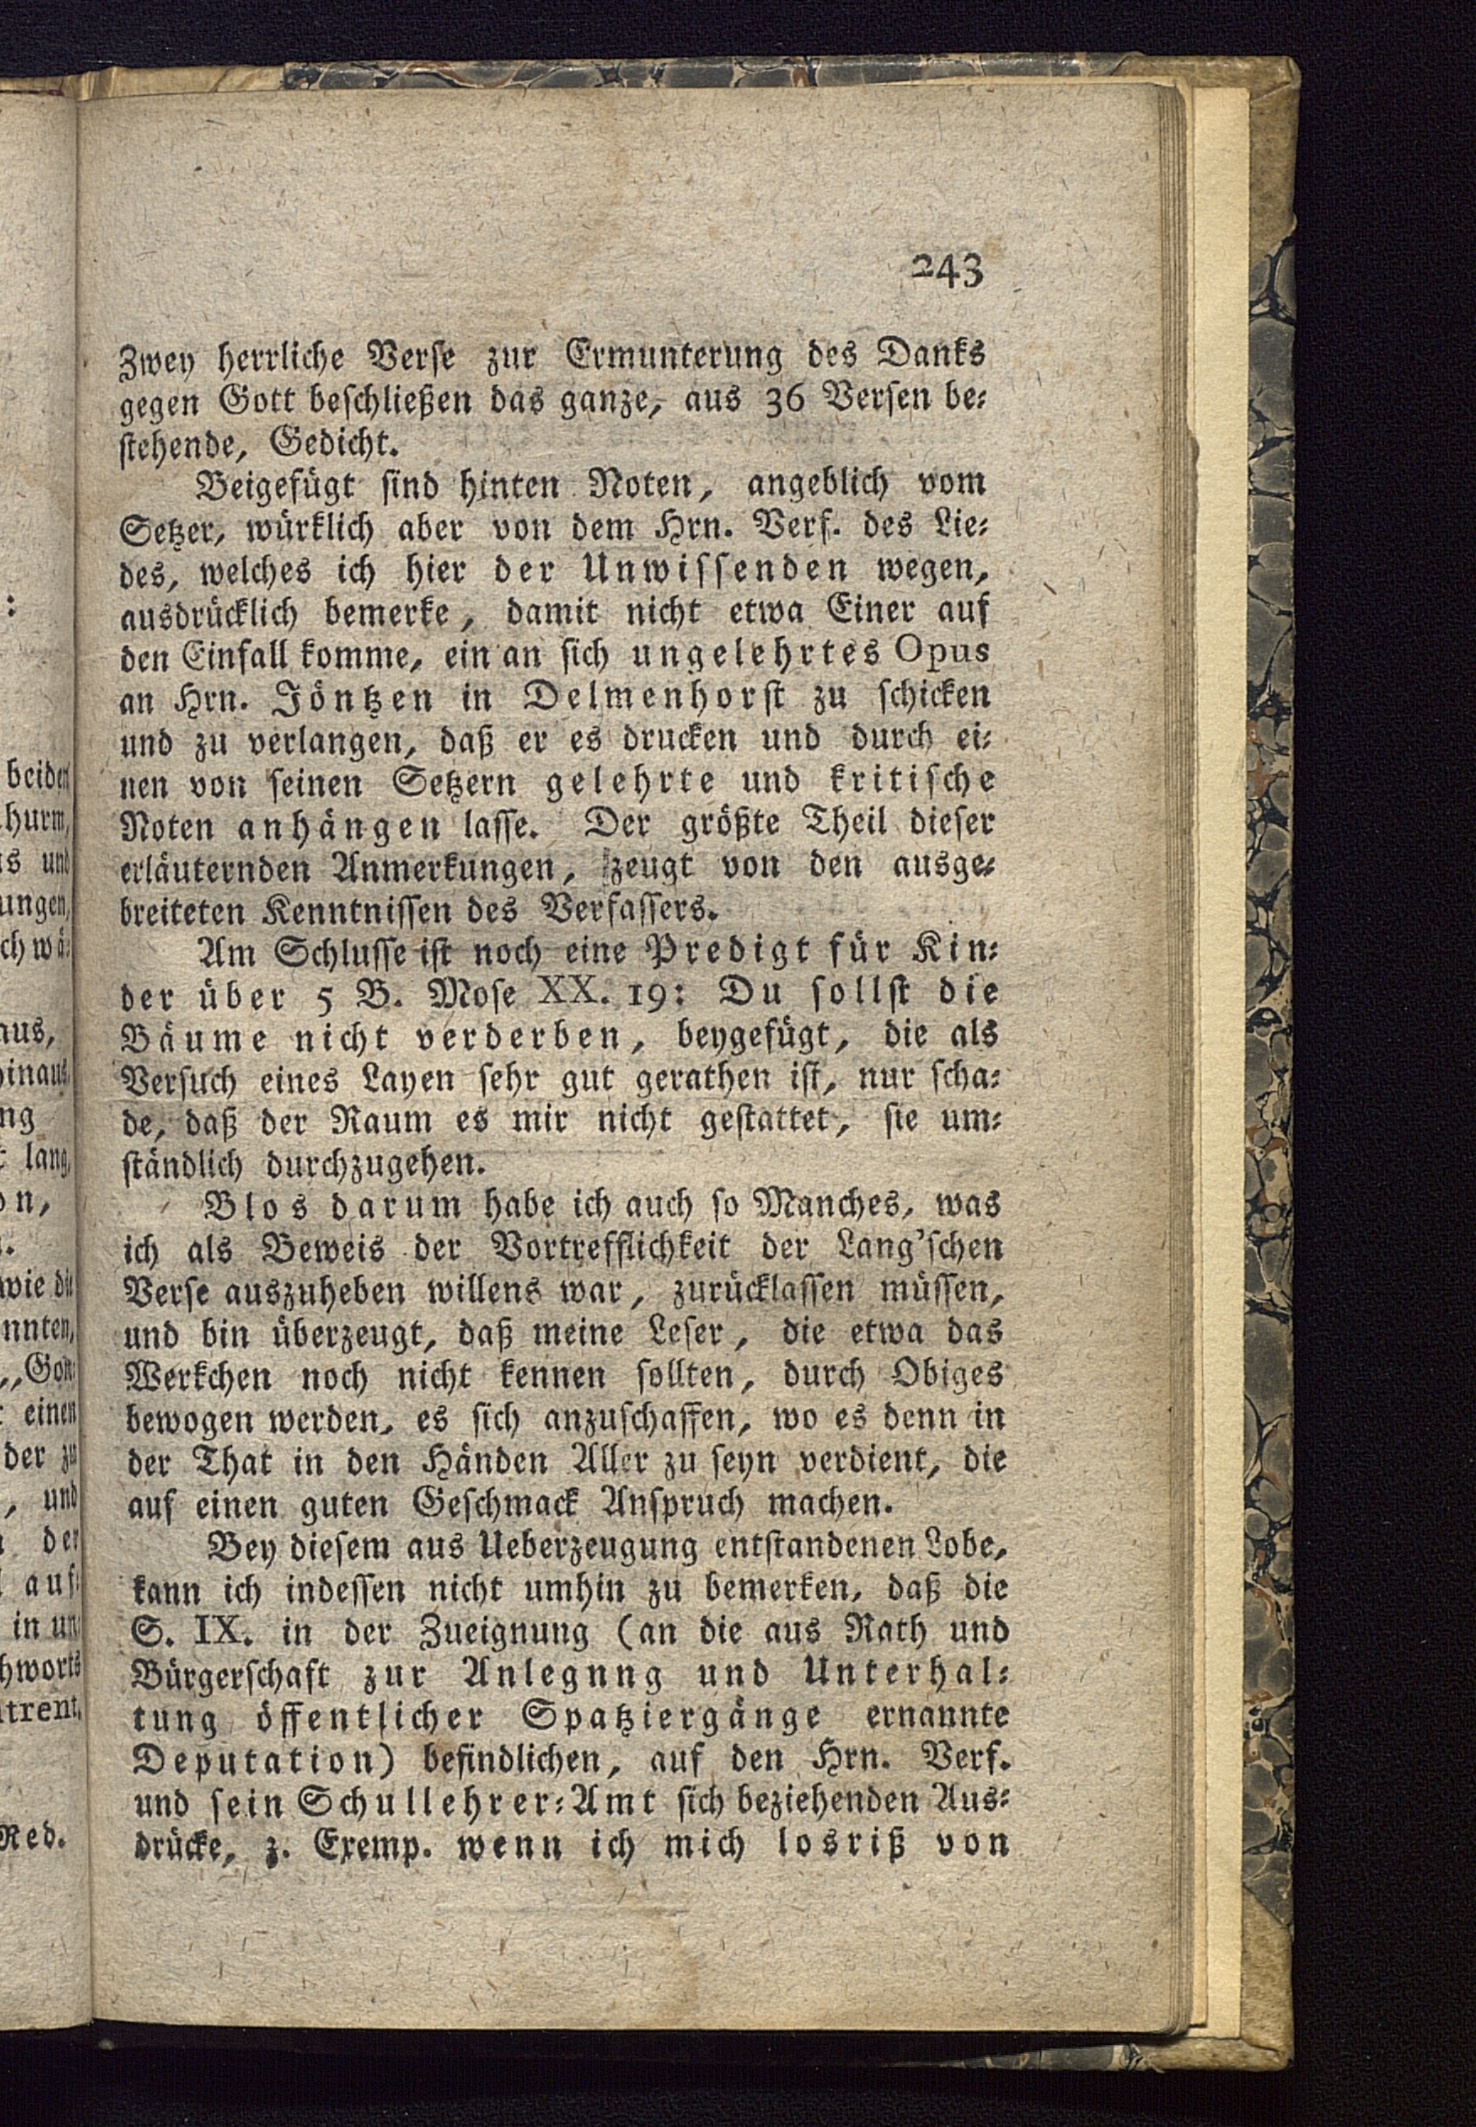 243
Zwey herrliche Verse zur Ermunterung des Danks
gegen Gott beschließen das ganze, aus 36 Versen be-
stehende, Gedicht.
Beigefügt sind hinten Noten, angeblich vom
Setzer, würklich aber von dem Hrn. Verf. des Lie-
des, welches ich hier der Unwissenden wegen,
ausdrücklich bemerke, damit nicht etwa Einer auf
den Einfall komme, ein an sich ungelehrtes Opus
an Hrn. Jöntzen in Delmenhorst zu schicken
und zu verlangen, daß er es drucken und durch ei-
nen von seinen Setzern gelehrte und kritische
Noten anhängen lasse. Der größte Theil dieser
erläuternden Anmerkungen, zeugt von den ausge-
breiteten Kenntnissen des Verfassers.
Am Schlusse ist noch eine Predigt für Kin-
der über 5 B. Mose XX. 19: Du sollst die
Bäume nicht verderben, beygefügt, die als
Versuch eines Layen sehr gut gerathen ist, nur scha-
de, daß der Raum es mir nicht gestattet, sie um-
ständlich durchzugehen.
Blos darum habe ich auch so Manches, was
ich als Beweis der Vortrefflichkeit der Lang'schen
Verse auszuheben willens war, zurücklassen müssen,
und bin überzeugt, daß meine Leser, die etwa das
Werkchen noch nicht kennen sollten, durch Obiges
bewogen werden, es sich anzuschaffen, wo es denn in
der That in den Händen Aller zu seyn verdient, die
auf einen guten Geschmack Anspruch machen.
Bey diesem aus Ueberzeugung entstandenen Lobe,
kann ich indessen nicht umhin zu bemerken, daß die
S. IX. in der Zueignung (an die aus Rath und
Bürgerschaft zur Anlegnng und Unterhal-
tung öffentlicher Spatziergänge ernannte
Deputation) befindlichen, auf den Hrn. Verf.
und sein Schullehrer-Amt sich beziehenden Aus-
drücke, z. Exemp. wenn ich mich losriß von